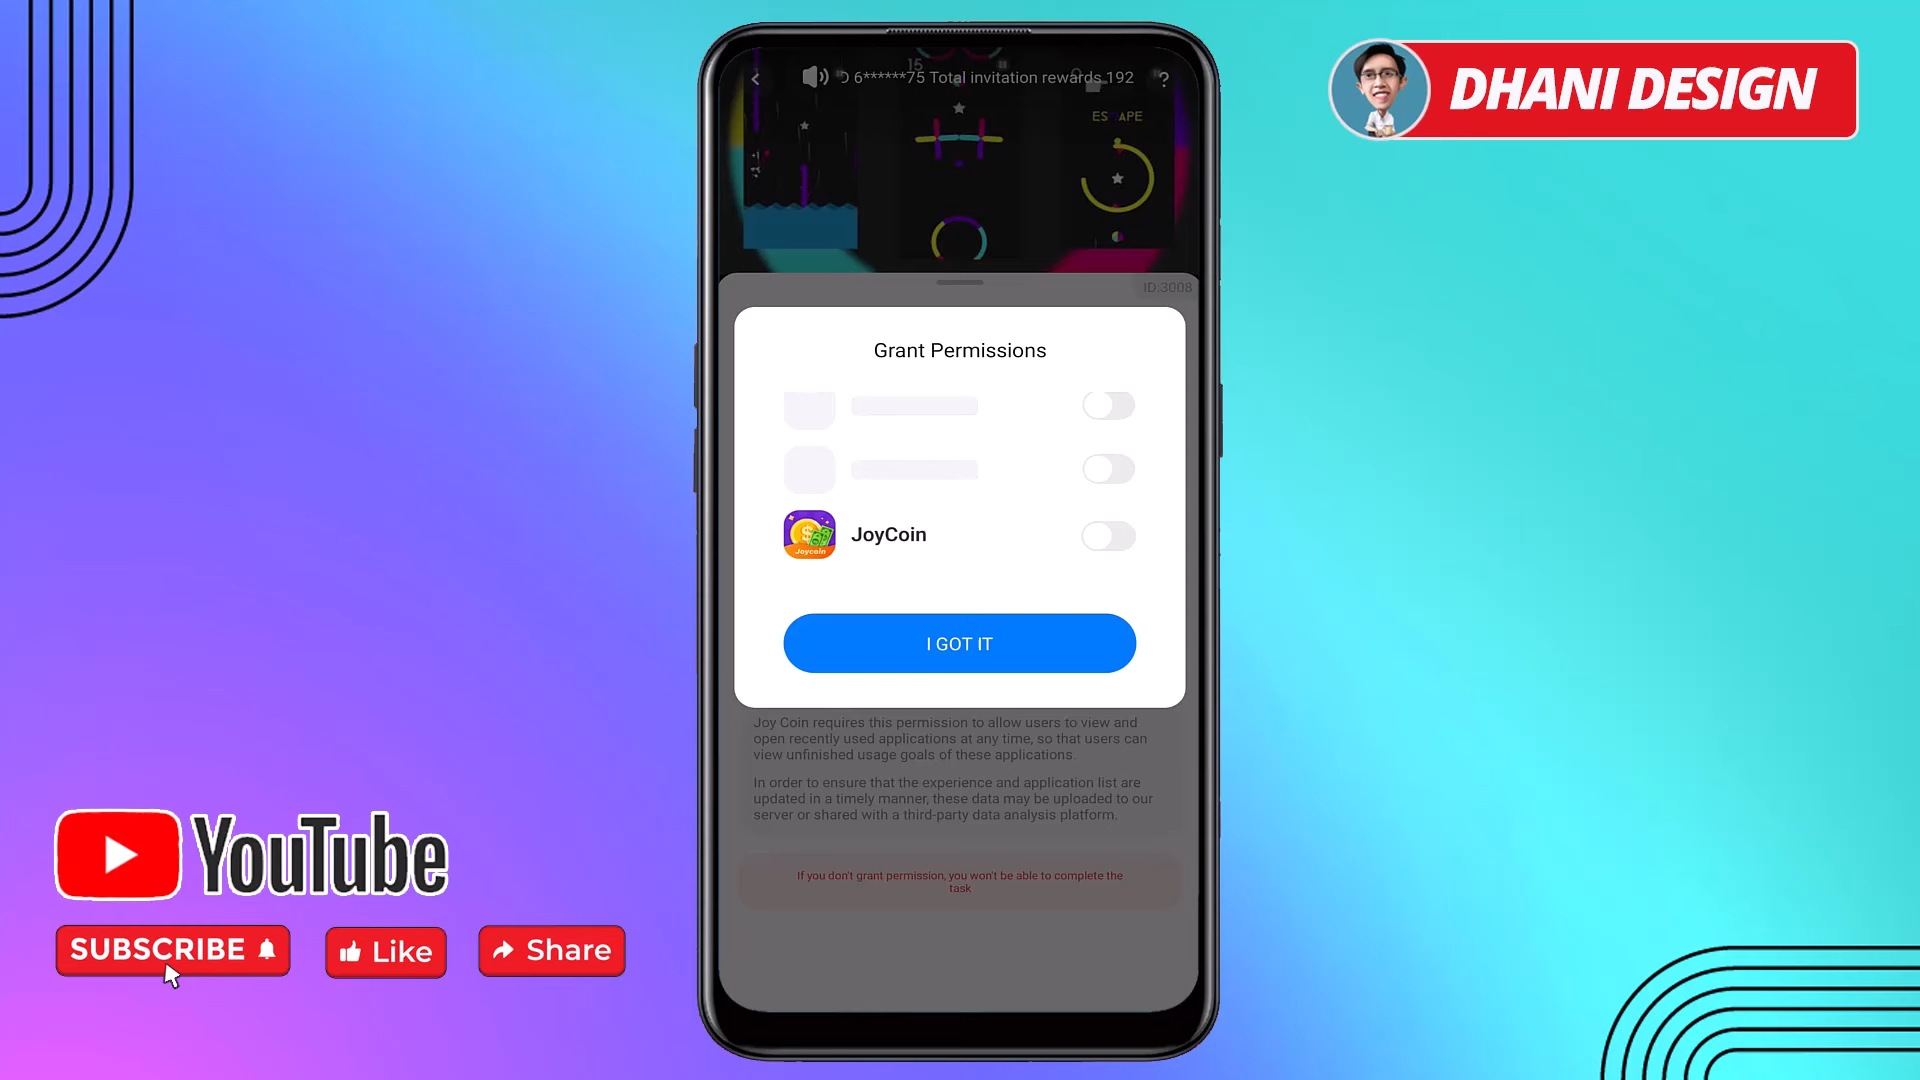 D 6******75 Total invitation rewards 192 ?
15
ESCAPE
ID:3008
Grant Permissions
JoyCoin
Joycoin
I GOT IT
Joy Coin requires this permission to allow users to view and
open recently used applications at any time, so that users can
view unfinished usage goals of these applications.
In order to ensure that the experience and application list are
updated in a timely manner, these data may be uploaded to our
server or shared with a third-party data analysis platform.
If you don't grant permission, you won't be able to complete the
task
DHANI DESIGN
YouTube
SUBSCRIBE
Like
Share